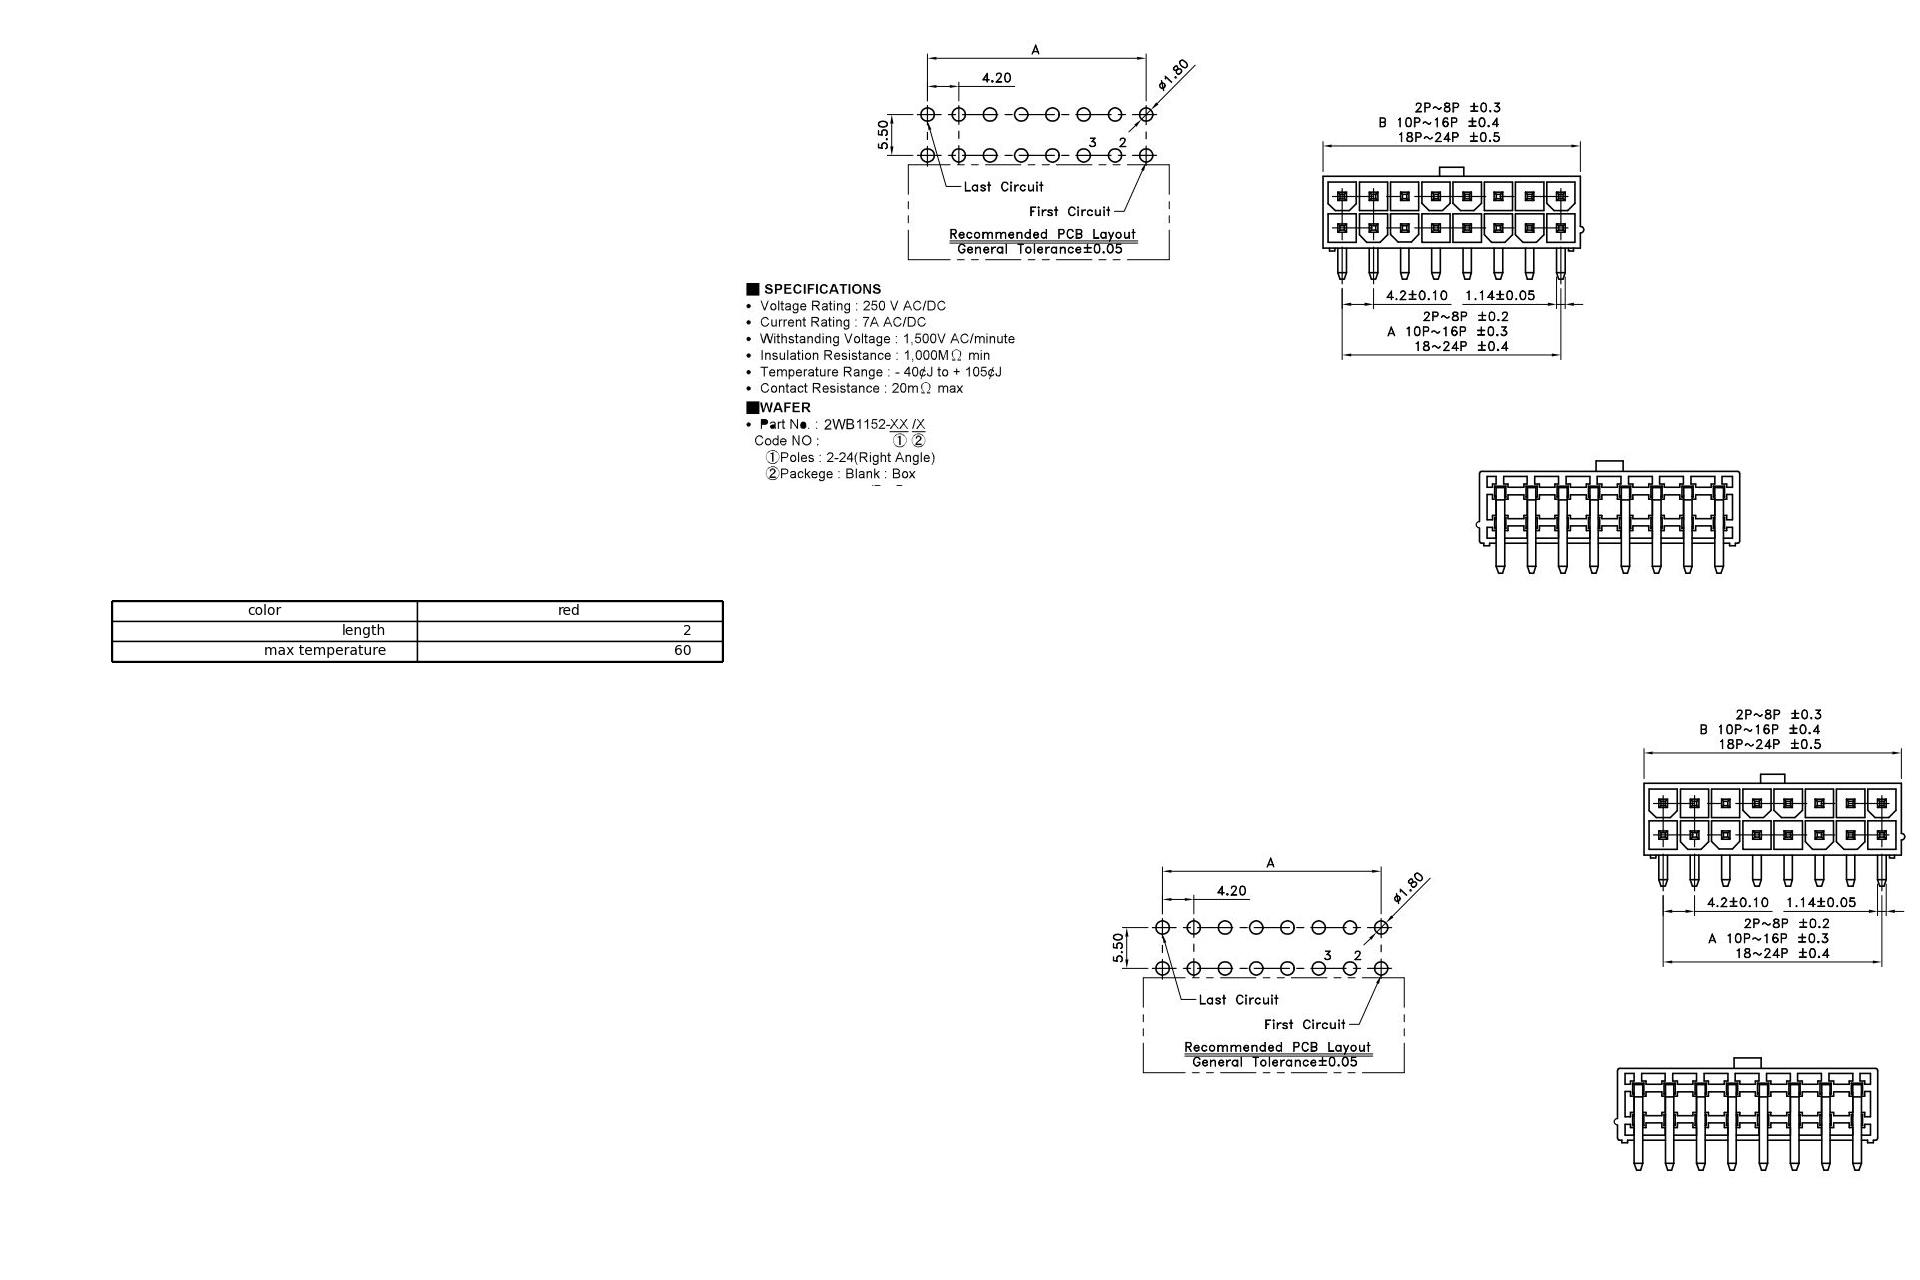 A
4.20
ø1.80
5.50
3 2
Last Circuit
First Circuit
Recommended PCB Layout
General Tolerance±0.05
2P~8P ±0.3
B 10P~16P ±0.4
18P~24P ±0.5
4.2±0.10 1.14±0.05
2P~8P ±0.2
A 10P~16P ±0.3
18~24P ±0.4
SPECIFICATIONS
• Voltage Rating : 250 V AC/DC
• Current Rating : 7A AC/DC
• Withstanding Voltage : 1,500V AC/minute
• Insulation Resistance : 1,000MΩ min
• Temperature Range : - 40¢J to + 105¢J
• Contact Resistance : 20mΩ max
WAFER
• Part No. : 2WB1152-XX /X
Code NO : ① ②
①Poles : 2-24(Right Angle)
②Packege : Blank : Box
color red
length 2
max temperature 60
2P~8P ±0.3
B 10P~16P ±0.4
18P~24P ±0.5
4.2±0.10 1.14±0.05
2P~8P ±0.2
A 10P~16P ±0.3
18~24P ±0.4
A
4.20
ø1.80
5.50
3 2
Last Circuit
First Circuit
Recommended PCB Layout
General Tolerance±0.05